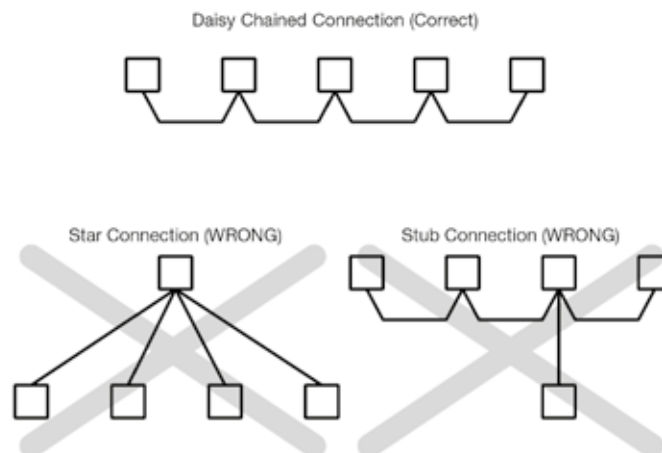 Daisy Chained Connection (Correct)
Star Connection (WRONG)
Stub Connection (WRONG)